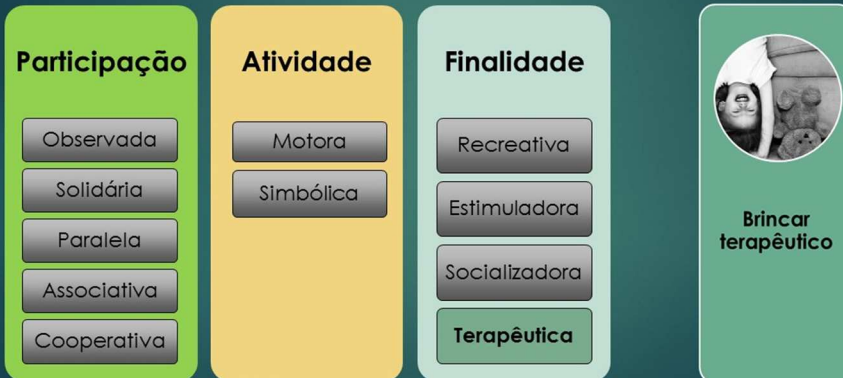 Participação
Observada
Solidária
Paralela
Associativa
Cooperativa
Atividade
Motora
Simbólica
Finalidade
Recreativa
Estimuladora
Socializadora
Terapêutica
Brincar
terapêutico